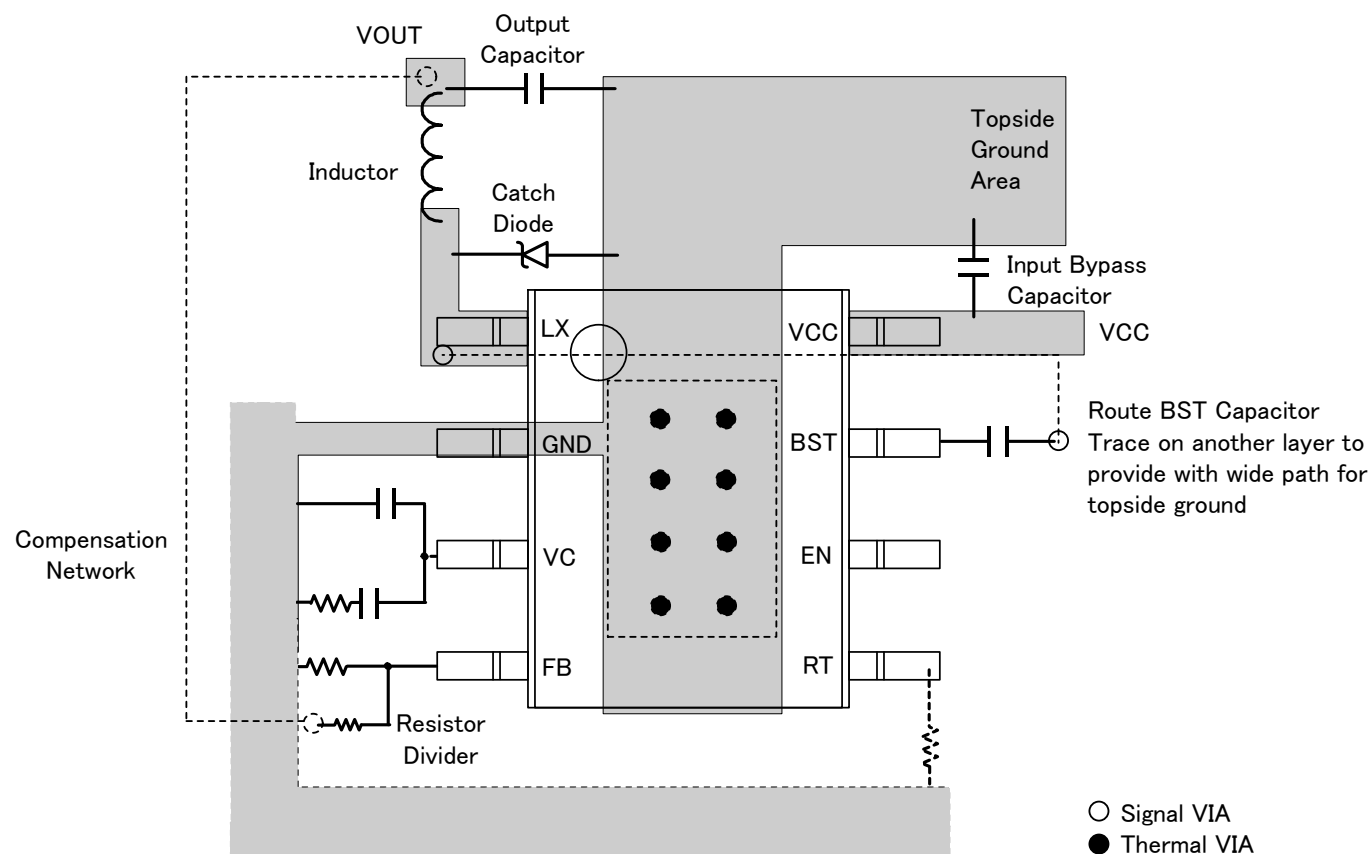 VOUT
Output
Capacitor
Topside
Ground
Area
Inductor
Catch
Diode
Input Bypass
Capacitor
LX
VCC
VCC
GND
BST
Route BST Capacitor
Trace on another layer to
provide with wide path for
topside ground
Compensation
Network
VC
EN
FB
RT
Resistor
Divider
Signal VIA
Thermal VIA